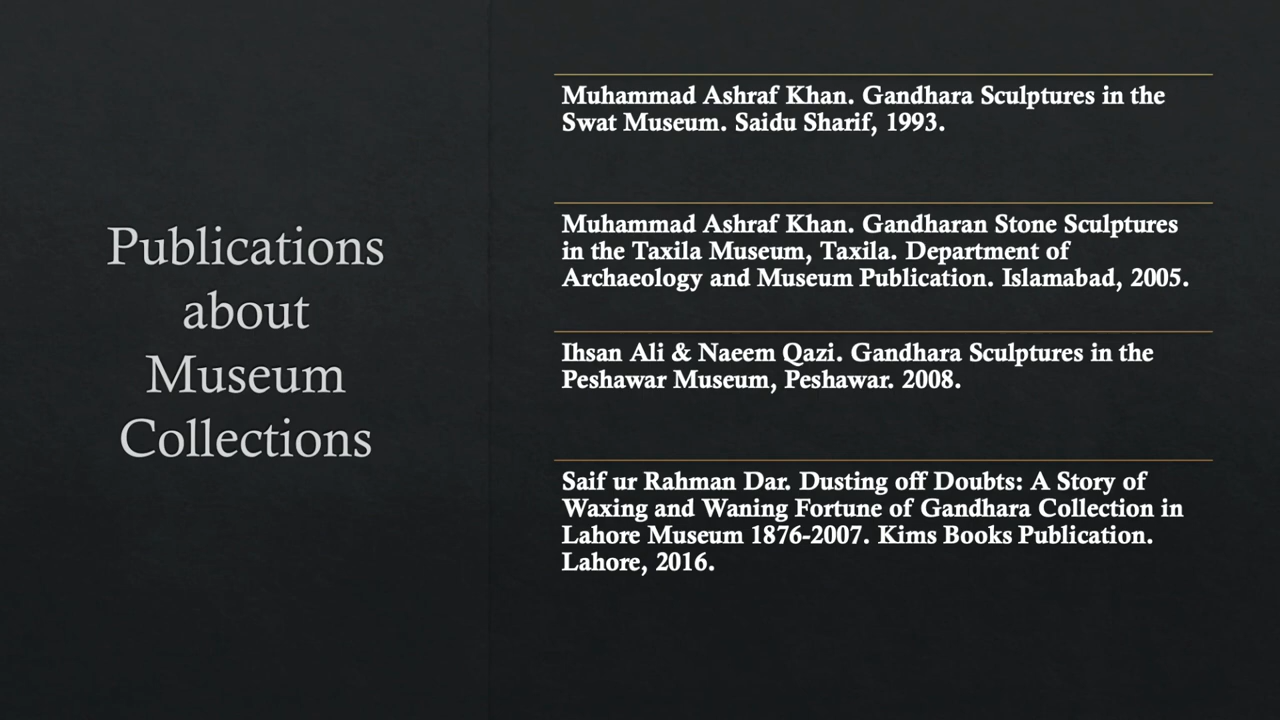 Publications
about
Museum
Collections
Muhammad Ashraf Khan. Gandhara Sculptures in the
Swat Museum. Saidu Sharif, 1993.
Muhammad Ashraf Khan. Gandharan Stone Sculptures
in the Taxila Museum, Taxila. Department of
Archaeology and Museum Publication. Islamabad, 2005.
Ihsan Ali & Naeem Qazi. Gandhara Sculptures in the
Peshawar Museum, Peshawar. 2008.
Saif ur Rahman Dar. Dusting off Doubts: A Story of
Waxing and Waning Fortune of Gandhara Collection in
Lahore Museum 1876-2007. Kims Books Publication.
Lahore, 2016.